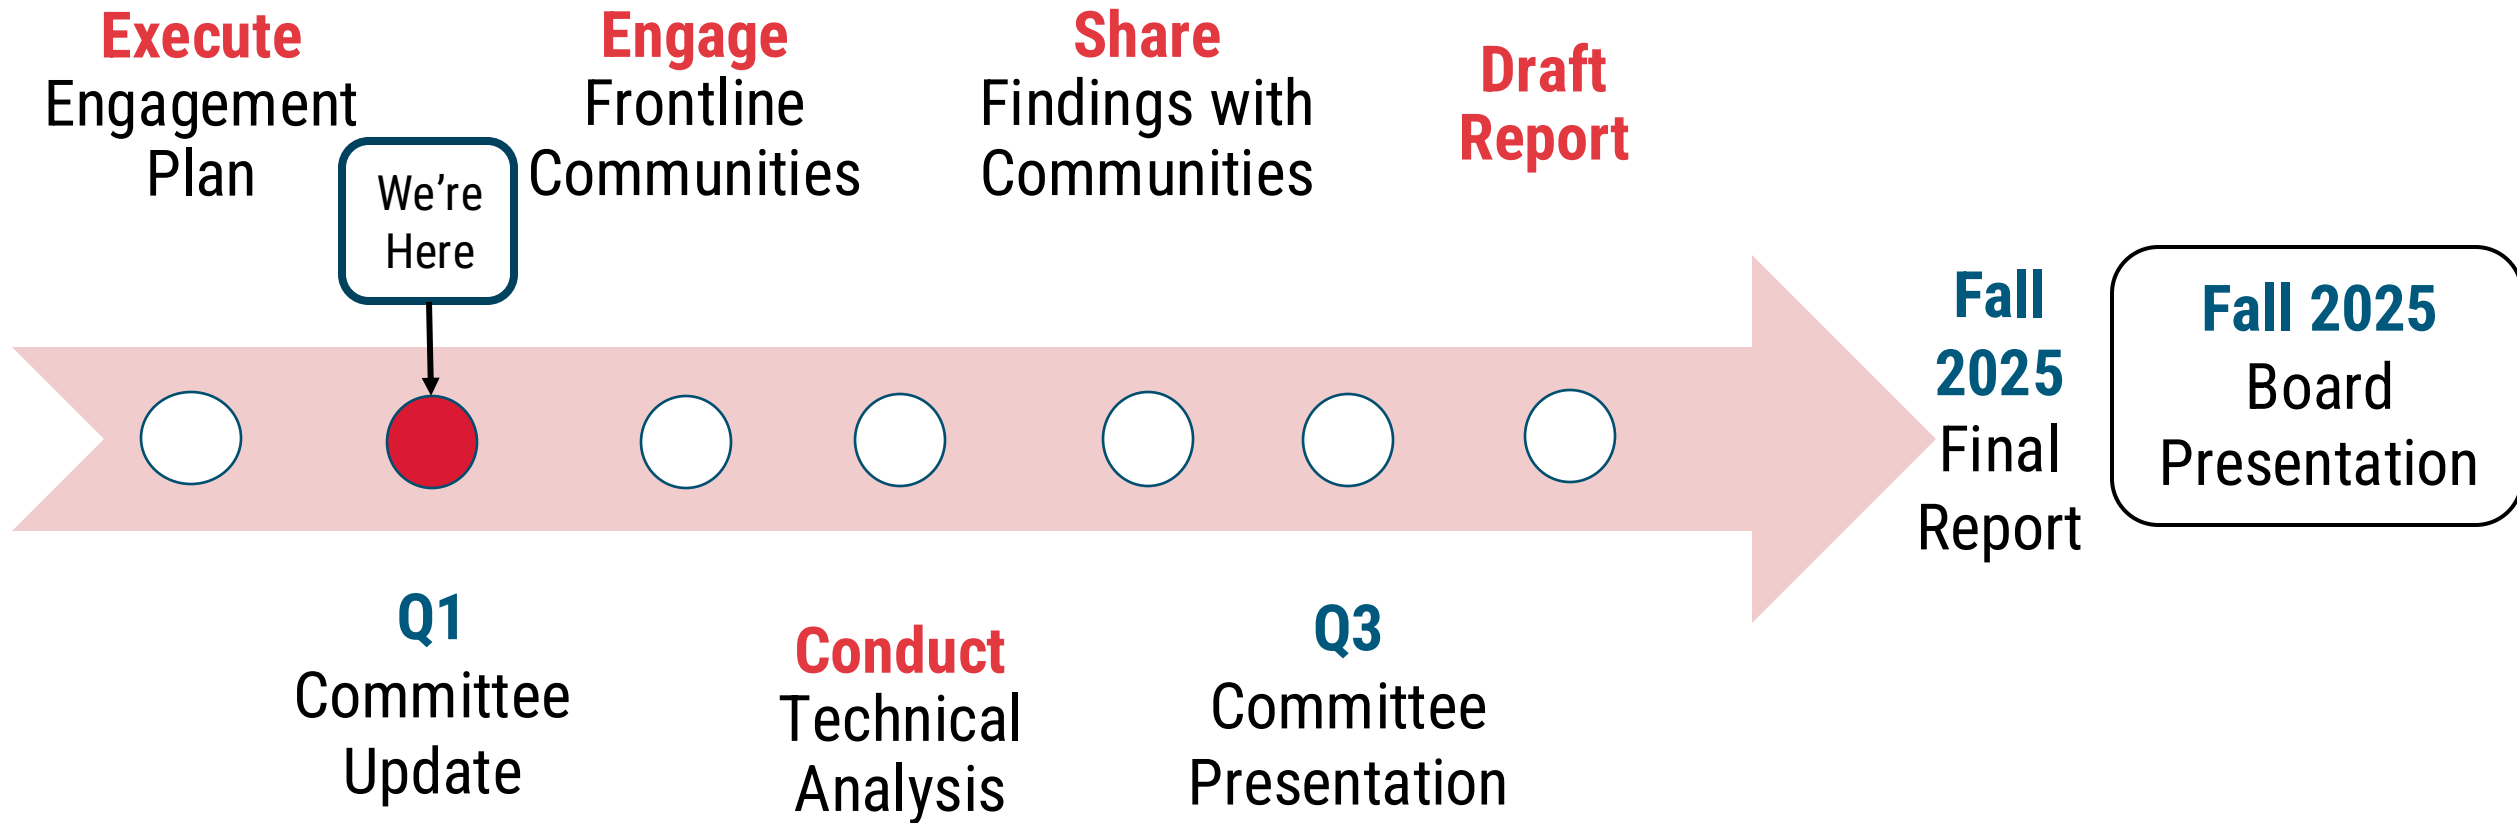 Execute
Engagement
Plan
We're
Here
Engage
Frontline
Communities
Share
Findings with
Communities
Draft
Report
Q1
Committee
Update
Conduct
Technical
Analysis
Q3
Committee
Presentation
Fall
2025
Final
Report
Fall 2025
Board
Presentation